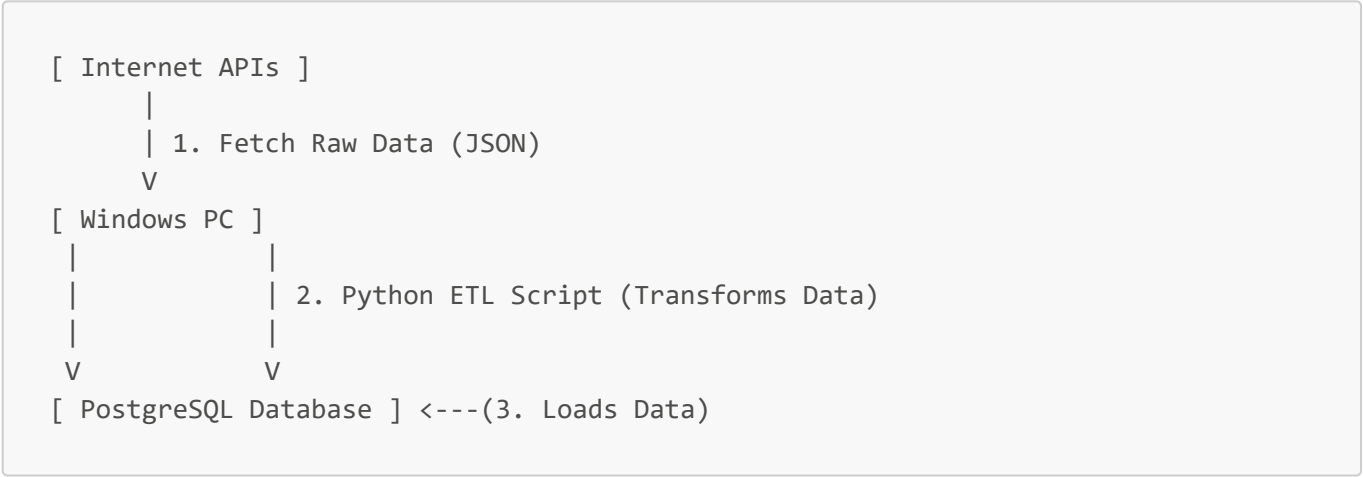 [ Internet APIs ]
      |
      | 1. Fetch Raw Data (JSON)
      V
[ Windows PC ]
 |            |
 |            | 2. Python ETL Script (Transforms Data)
 |            |
 V            V
[ PostgreSQL Database ] <---(3. Loads Data)